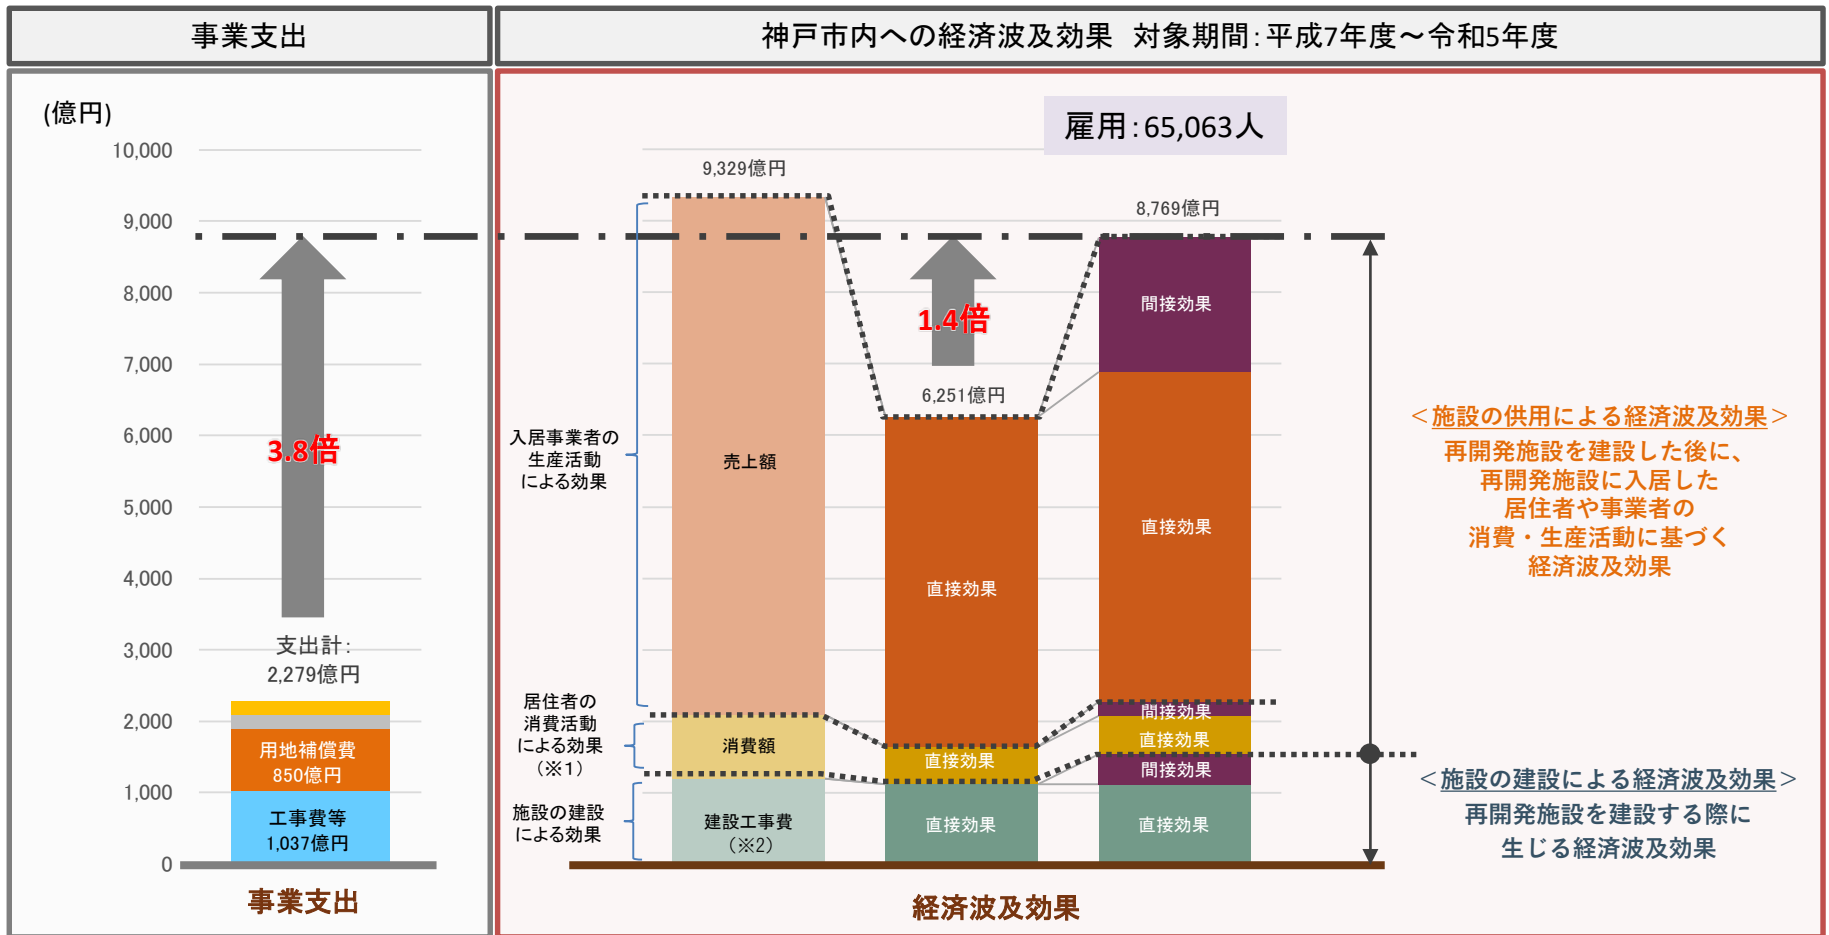 事業支出
神戸市内への経済波及効果 対象期間：平成7年度～令和5年度
(億円)
10,000
9,000
8,000
7,000
6,000
5,000
4,000
3,000
2,000
1,000
0
3.8倍
支出計：
2,279億円
用地補償費
850億円
工事費等
1,037億円
事業支出
雇用：65,063人
9,329億円
6,251億円
8,769億円
1.4倍
入居事業者の
生産活動
による効果
居住者の
消費活動
による効果
（※1）
施設の建設
による効果
売上額
消費額
建設工事費
（※2）
直接効果
直接効果
直接効果
間接効果
直接効果
間接効果
直接効果
間接効果
直接効果
経済波及効果
＜施設の供用による経済波及効果＞
再開発施設を建設した後に、
再開発施設に入居した
居住者や事業者の
消費・生産活動に基づく
経済波及効果
＜施設の建設による経済波及効果＞
再開発施設を建設する際に
生じる経済波及効果